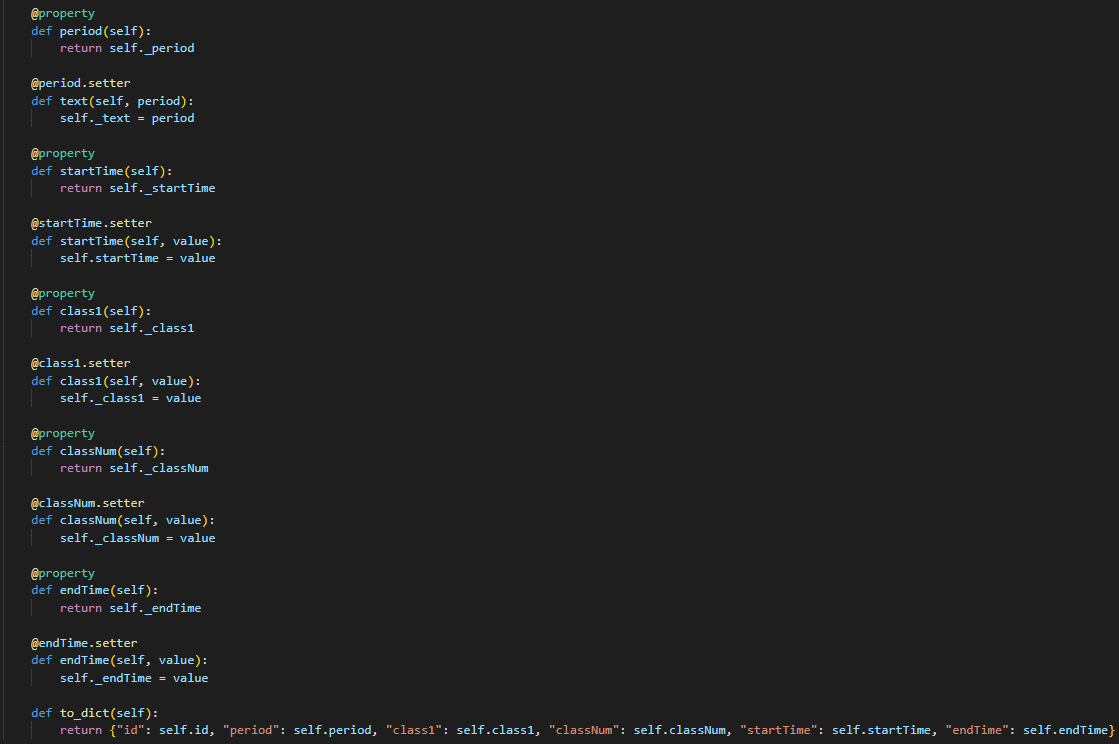 @property
def period(self):
    return self._period

@period.setter
def text(self, period):
    self._text = period

@property
def startTime(self):
    return self._startTime

@startTime.setter
def startTime(self, value):
    self.startTime = value

@property
def class1(self):
    return self._class1

@class1.setter
def class1(self, value):
    self._class1 = value

@property
def classNum(self):
    return self._classNum

@classNum.setter
def classNum(self, value):
    self._classNum = value

@property
def endTime(self):
    return self._endTime

@endTime.setter
def endTime(self, value):
    self._endTime = value

def to_dict(self):
    return {"id": self.id, "period": self.period, "class1": self.class1, "classNum": self.classNum, "startTime": self.startTime, "endTime": self.endTime}